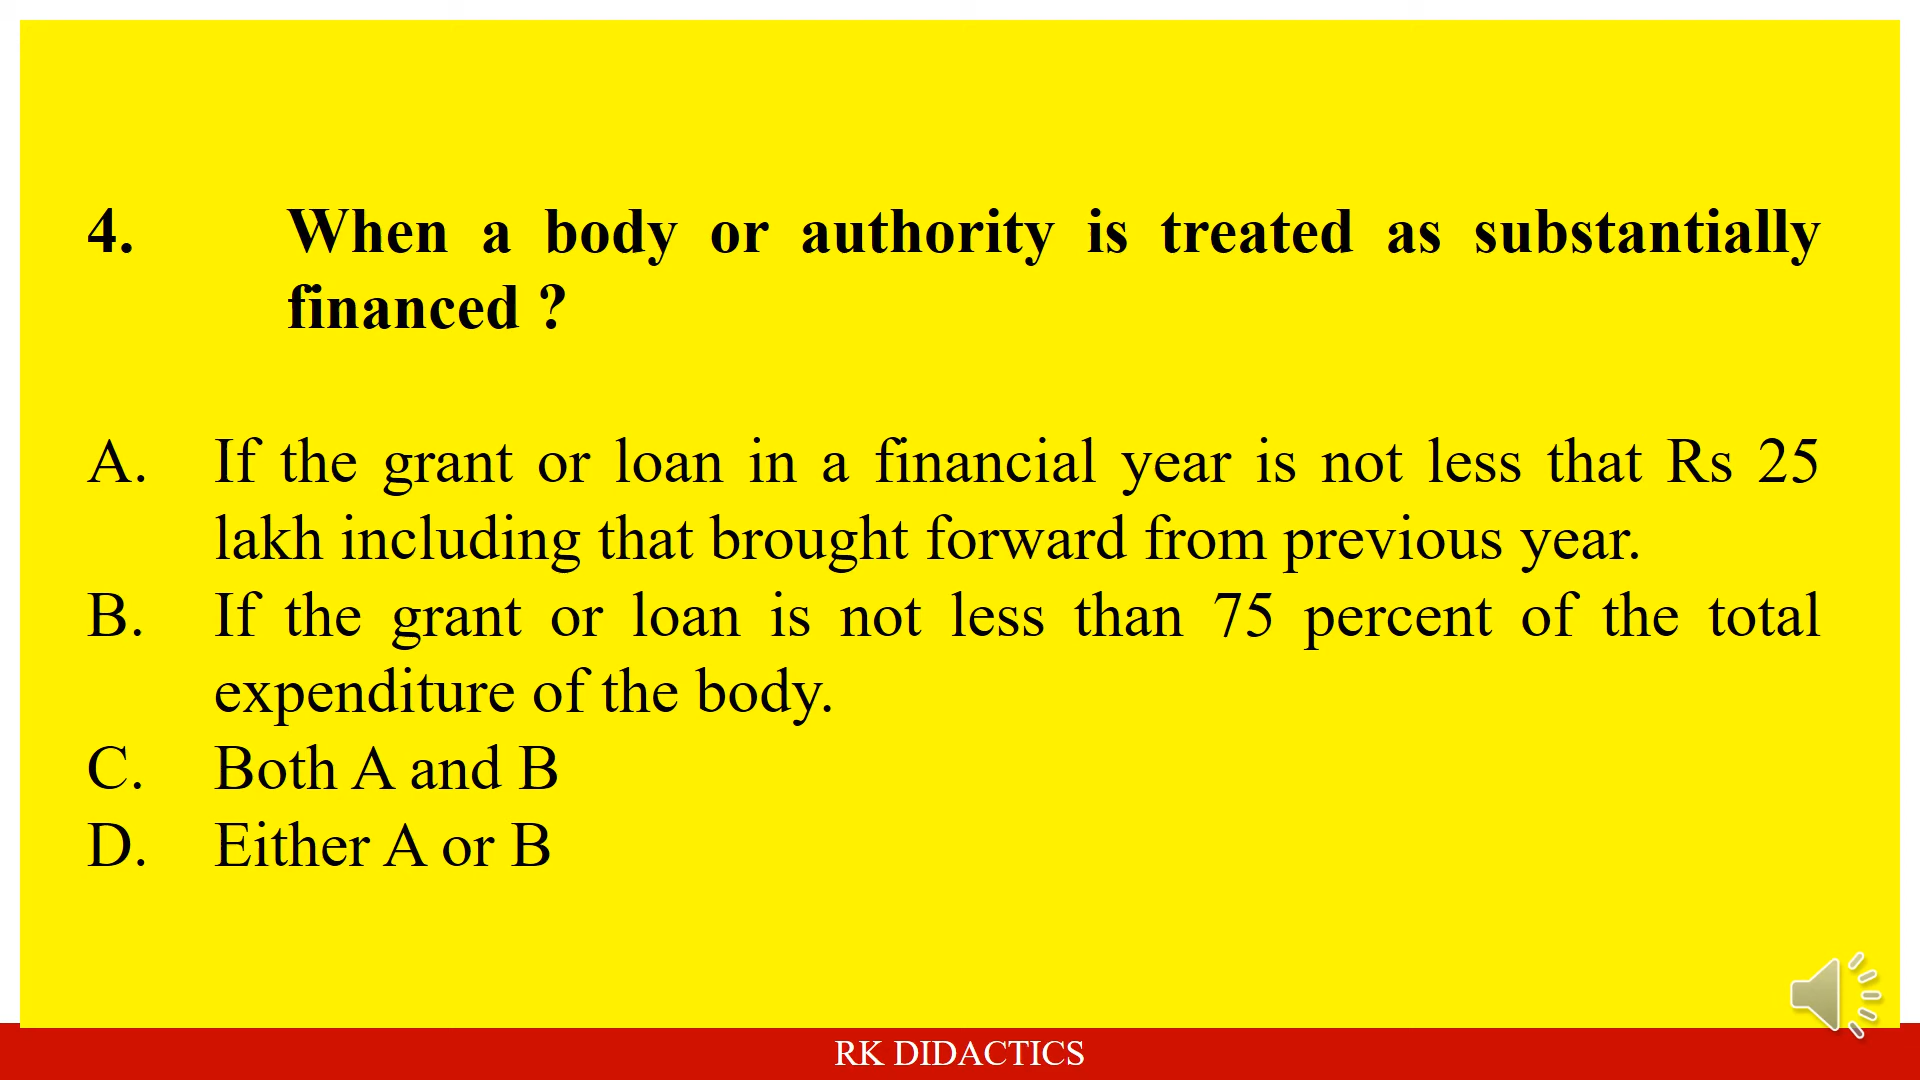 4. When a body or authority is treated as substantially
financed ?
A. If the grant or loan in a financial year is not less that Rs 25
lakh including that brought forward from previous year.
B. If the grant or loan is not less than 75 percent of the total
expenditure of the body.
C. Both A and B
D. Either A or B
RK DIDACTICS